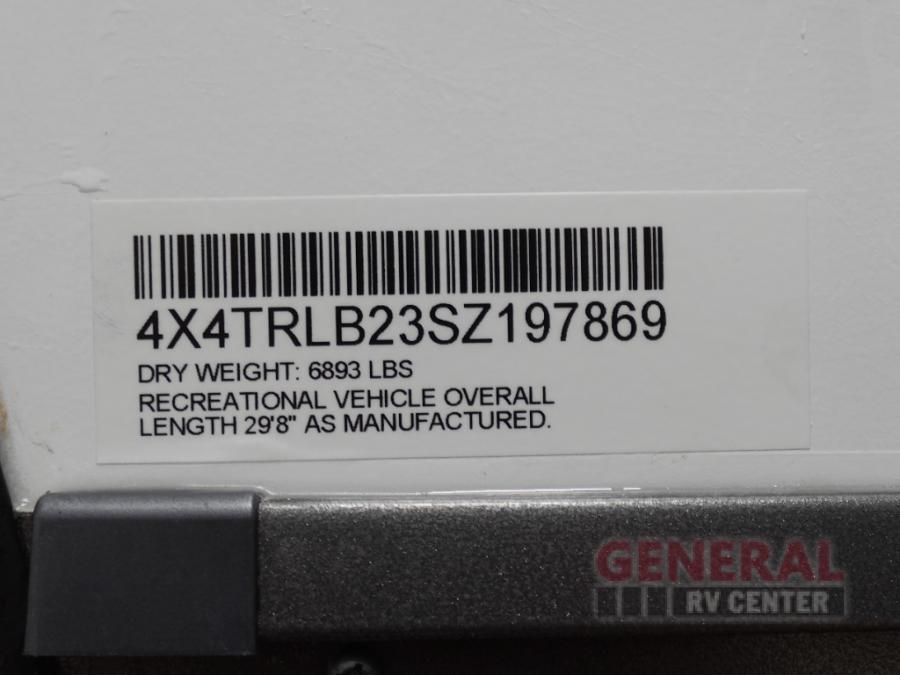 4X4TRLB23SZ197869
DRY WEIGHT: 6893 LBS
RECREATIONAL VEHICLE OVERALL
LENGTH 29'8" AS MANUFACTURED.
GENERAL
RV CENTER